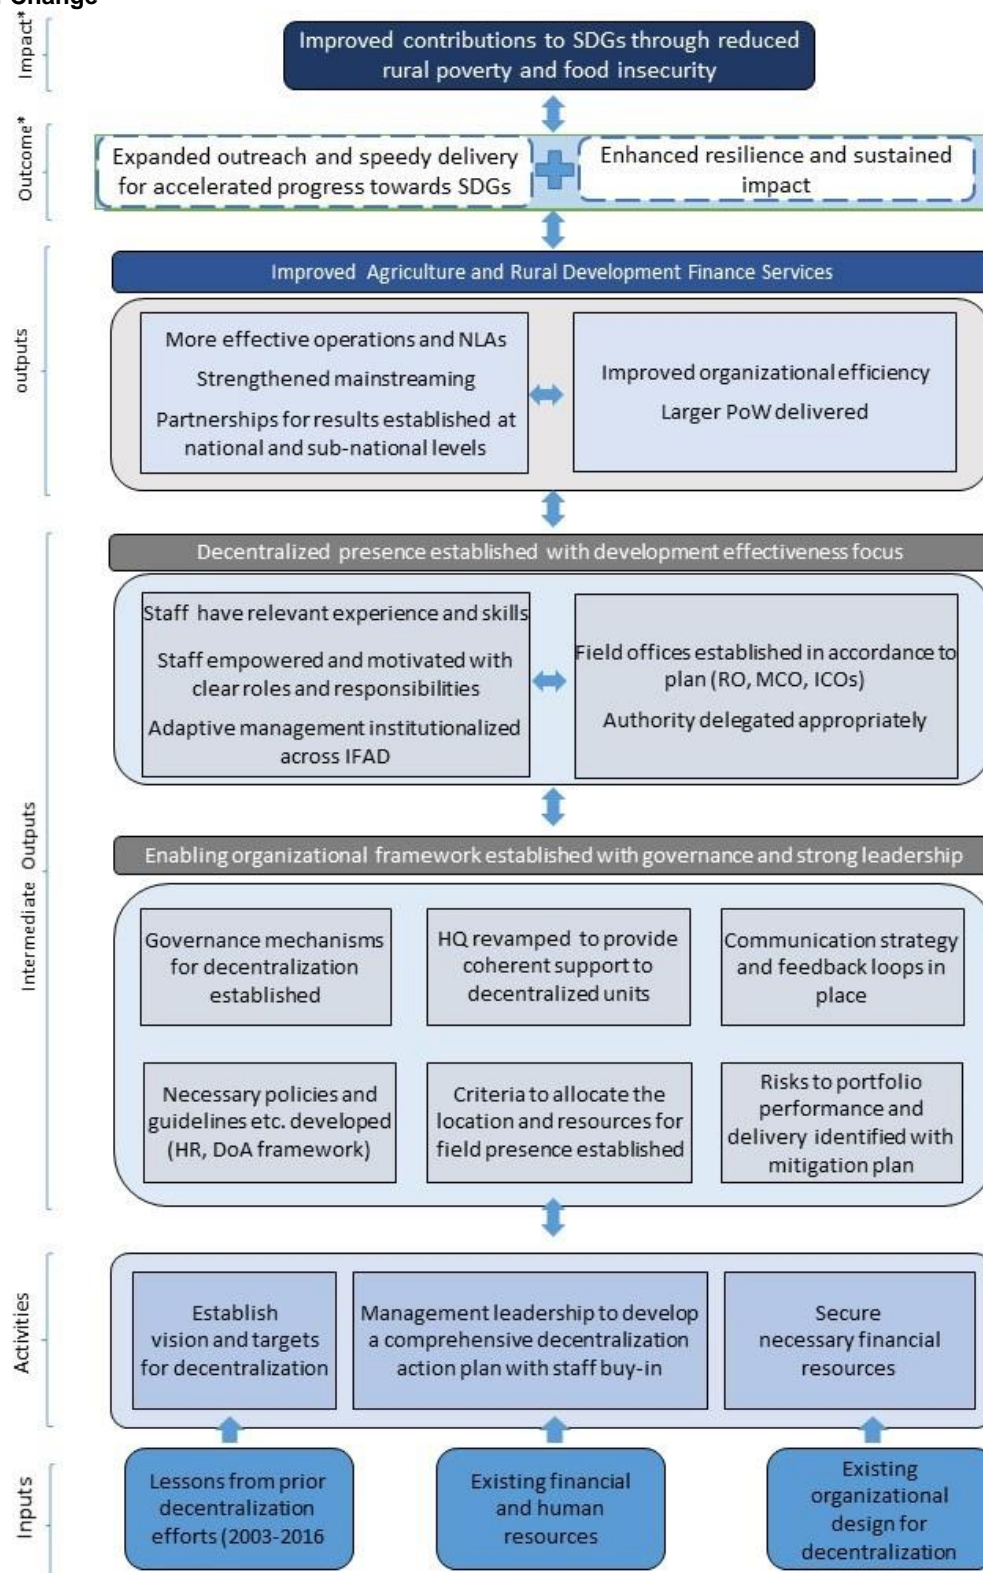 Change
Impact*
Improved contributions to SDGs through reduced
rural poverty and food insecurity
Outcome*
Expanded outreach and speedy delivery
for accelerated progress towards SDGs
Enhanced resilience and sustained
impact
outputs
Improved Agriculture and Rural Development Finance Services
More effective operations and NLAs
Strengthened mainstreaming
Partnerships for results established at
national and sub-national levels
Improved organizational efficiency
Larger PoW delivered
Intermediate Outputs
Decentralized presence established with development effectiveness focus
Staff have relevant experience and skills
Staff empowered and motivated with
clear roles and responsibilities
Adaptive management institutionalized
across IFAD
Field offices established in accordance to
plan (RO, MCO, ICOs)
Authority delegated appropriately
Enabling organizational framework established with governance and strong leadership
Governance mechanisms
for decentralization
established
HQ revamped to provide
coherent support to
decentralized units
Communication strategy
and feedback loops in
place
Necessary policies and
guidelines etc. developed
(HR, DoA framework)
Criteria to allocate the
location and resources for
field presence established
Risks to portfolio
performance and
delivery identified with
mitigation plan
Activities
Establish
vision and targets
for decentralization
Management leadership to develop
a comprehensive decentralization
action plan with staff buy-in
Secure
necessary financial
resources
Inputs
Lessons from prior
decentralization
efforts (2003-2016
Existing financial
and human
resources
Existing
organizational
design for
decentralization